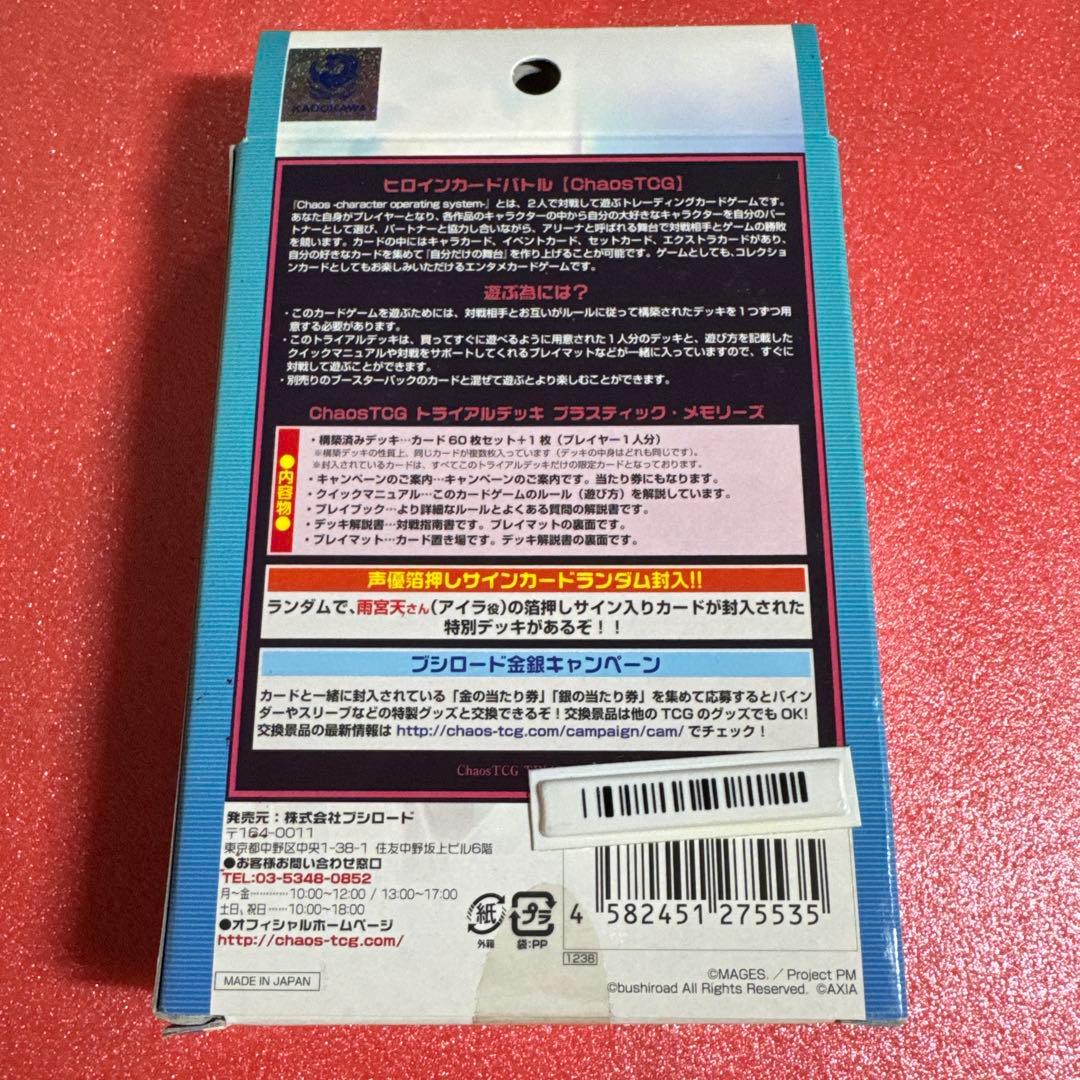 KADOKAWA
ヒロインカードバトル【ChaosTCG】
『Chaos -character operating system-』とは、2人で対戦して遊ぶトレーディングカードゲームです。
あなた自身がプレイヤーとなり、各作品のキャラクターの中から自分の大好きなキャラクターを自分のパー
トナーとして選び、パートナーと協力し合いながら、アリーナと呼ばれる舞台で対戦相手とゲームの勝敗
を競います。カードの中にはキャラカード、イベントカード、セットカード、エクストラカードがあり、
自分の好きなカードを集めて『自分だけの舞台』を作り上げることが可能です。ゲームとしても、コレクショ
ンカードとしてもお楽しみいただけるエンタメカードゲームです。
遊ぶ為には？
・このカードゲームを遊ぶためには、対戦相手とお互いがルールに従って構築されたデッキを1つずつ用
意する必要があります。
・このトライアルデッキは、買ってすぐに遊べるように用意された1人分のデッキと、遊び方を記載した
クイックマニュアルや対戦をサポートしてくれるプレイマットなどが一緒に入っていますので、すぐに
対戦して遊ぶことができます。
・別売りのブースターパックのカードと混ぜて遊ぶとより楽しむことができます。
ChaosTCG トライアルデッキ プラスティック・メモリーズ
●内容物●
・構築済みデッキ…カード60枚セット+1枚（プレイヤー1人分）
※構築デッキの性質上、同じカードが複数枚入っています（デッキの中身はどれも同じです）。
※封入されているカードは、すべてこのトライアルデッキだけの限定カードとなっております。
・キャンペーンのご案内…キャンペーンのご案内です。当たり券にもなります。
・クイックマニュアル…このカードゲームのルール（遊び方）を解説しています。
・プレイブック…より詳細なルールとよくある質問の解説書です。
・デッキ解説書…対戦指南書です。プレイマットの裏面です。
・プレイマット…カード置き場です。デッキ解説書の裏面です。
声優箔押しサインカードランダム封入!!
ランダムで、雨宮天さん(アイラ役)の箔押しサイン入りカードが封入された
特別デッキがあるぞ！！
ブシロード金銀キャンペーン
カードと一緒に封入されている「金の当たり券」「銀の当たり券」を集めて応募するとバイン
ダーやスリーブなどの特製グッズと交換できるぞ！交換景品は他のTCGのグッズでもOK!
交換景品の最新情報は http://chaos-tcg.com/campaign/cam/ でチェック！
ChaosTCG
発売元：株式会社ブシロード
〒164-0011
東京都中野区中央1-38-1 住友中野坂上ビル6階
●お客様お問い合わせ窓口
TEL:03-5348-0852
月～金…………10:00～12:00 / 13:00～17:00
土日、祝日……10:00～18:00
●オフィシャルホームページ
http://chaos-tcg.com/
紙
外箱
プラ
袋:PP
4 582451 275535
1238
MADE IN JAPAN
©MAGES. / Project PM
©bushiroad All Rights Reserved. ©AXIA